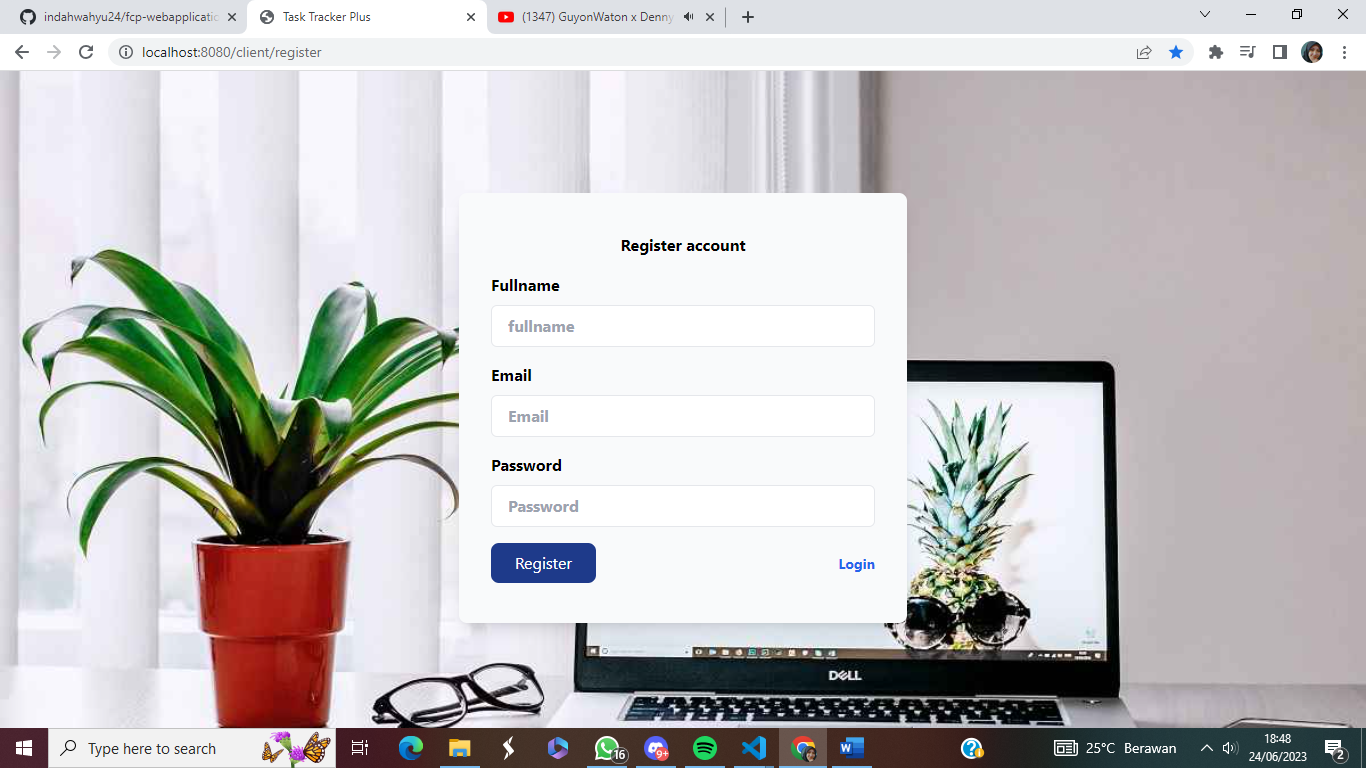 indahwahyu24/fcp-webapplicatio
Task Tracker Plus
(1347) GuyonWaton x Denny
localhost:8080/client/register
Register account
Fullname
fullname
Email
Email
Password
Password
Register
Login
DELL
Type here to search
16
9+
25°C Berawan
18:48
24/06/2023
2